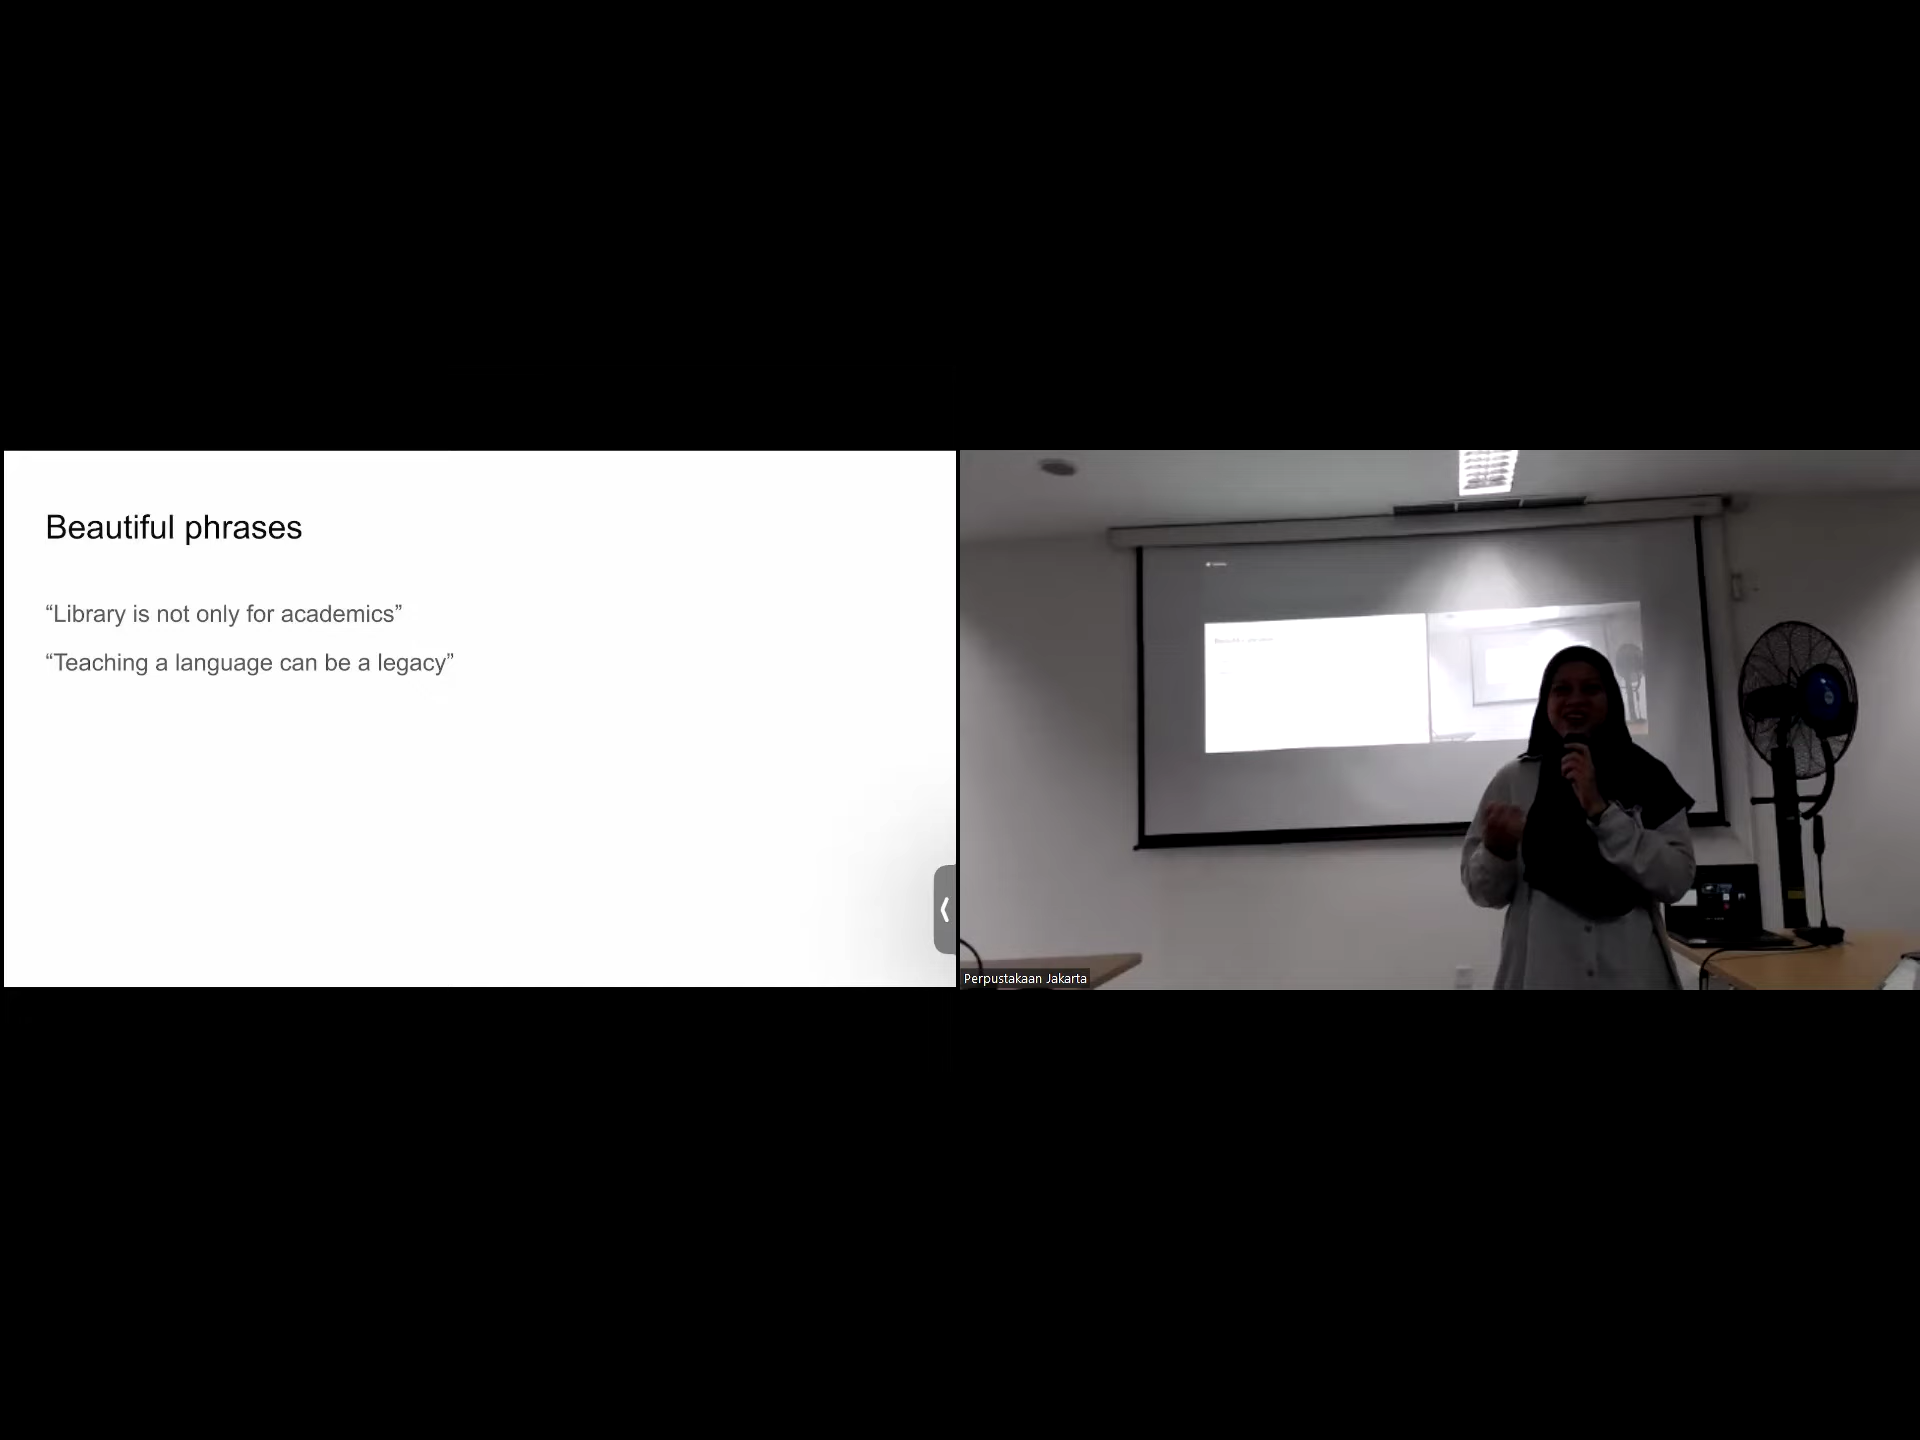 Beautiful phrases
“Library is not only for academics”
“Teaching a language can be a legacy”
Perpustakaan Jakarta